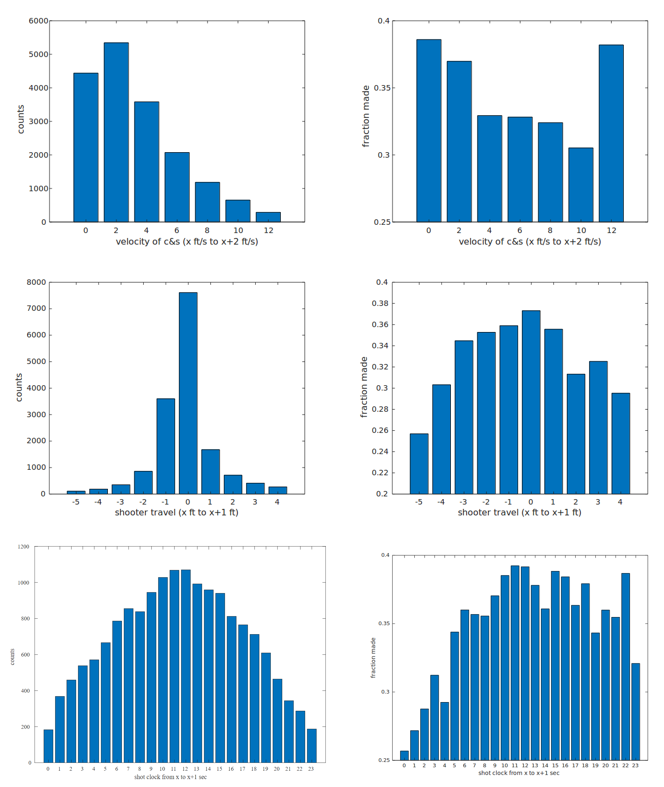 6000
5000
4000
3000
2000
1000
0
counts
0 2 4 6 8 10 12
velocity of c&s (x ft/s to x+2 ft/s)
0.4
0.35
0.3
0.25
fraction made
0 2 4 6 8 10 12
velocity of c&s (x ft/s to x+2 ft/s)
8000
7000
6000
5000
4000
3000
2000
1000
0
counts
-5 -4 -3 -2 -1 0 1 2 3 4
shooter travel (x ft to x+1 ft)
0.4
0.38
0.36
0.34
0.32
0.3
0.28
0.26
0.24
0.22
0.2
fraction made
-5 -4 -3 -2 -1 0 1 2 3 4
shooter travel (x ft to x+1 ft)
1200
1000
800
600
400
200
0
counts
0 1 2 3 4 5 6 7 8 9 10 11 12 13 14 15 16 17 18 19 20 21 22 23
shot clock from x to x+1 sec
0.4
0.35
0.3
0.25
fraction made
0 1 2 3 4 5 6 7 8 9 10 11 12 13 14 15 16 17 18 19 20 21 22 23
shot clock from x to x+1 sec